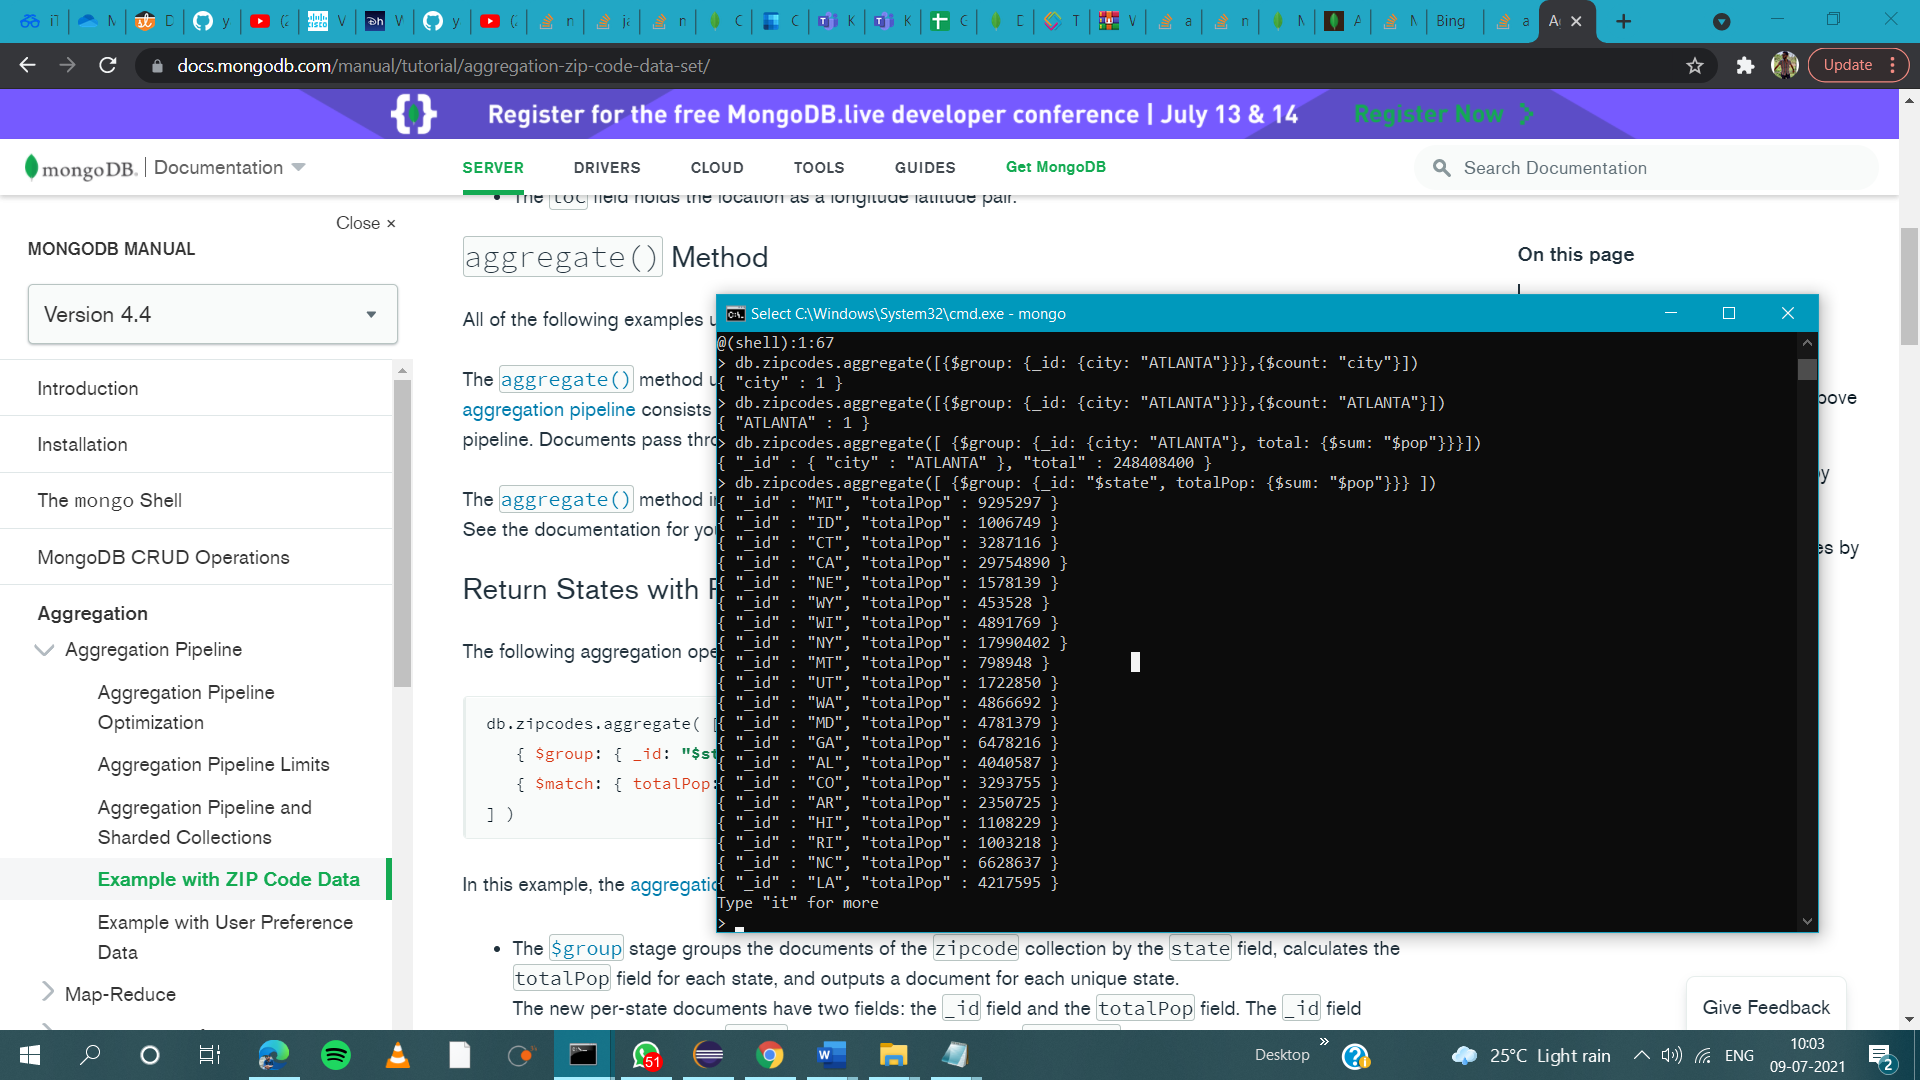 docs.mongodb.com/manual/tutorial/aggregation-zip-code-data-set/
Update
Bing
Register for the free MongoDB.live developer conference | July 13 & 14
Register Now
mongoDB. Documentation
SERVER
DRIVERS
CLOUD
TOOLS
GUIDES
Get MongoDB
Search Documentation
Close ×
MONGODB MANUAL
Version 4.4
Introduction
Installation
The mongo Shell
MongoDB CRUD Operations
Aggregation
Aggregation Pipeline
Aggregation Pipeline
Optimization
Aggregation Pipeline Limits
Aggregation Pipeline and
Sharded Collections
Example with ZIP Code Data
Example with User Preference
Data
Map-Reduce
The loc field holds the location as a longitude latitude pair.
aggregate() Method
All of the following examples
The aggregate() method
aggregation pipeline consists
pipeline. Documents pass
The aggregate() method
See the documentation for
Return States with
The following aggregation
db.zipcodes.aggregate( [
{ $group: { _id:
{ $match: { totalPop:
] )
In this example, the
The $group stage groups the documents of the zipcode collection by the state field, calculates the
totalPop field for each state, and outputs a document for each unique state.
The new per-state documents have two fields: the _id field and the totalPop field. The _id field
On this page
Give Feedback
Select C:\Windows\System32\cmd.exe - mongo
@(shell):1:67
> db.zipcodes.aggregate([{$group: {_id: {city: "ATLANTA"}}},{$count: "city"}])
{ "city" : 1 }
> db.zipcodes.aggregate([{$group: {_id: {city: "ATLANTA"}}},{$count: "ATLANTA"}])
{ "ATLANTA" : 1 }
> db.zipcodes.aggregate([ {$group: {_id: {city: "ATLANTA"}, total: {$sum: "$pop"}}}])
{ "_id" : { "city" : "ATLANTA" }, "total" : 248408400 }
> db.zipcodes.aggregate([ {$group: {_id: "$state", totalPop: {$sum: "$pop"}}} ])
{ "_id" : "MI", "totalPop" : 9295297 }
{ "_id" : "ID", "totalPop" : 1006749 }
{ "_id" : "CT", "totalPop" : 3287116 }
{ "_id" : "CA", "totalPop" : 29754890 }
{ "_id" : "NE", "totalPop" : 1578139 }
{ "_id" : "WY", "totalPop" : 453528 }
{ "_id" : "WI", "totalPop" : 4891769 }
{ "_id" : "NY", "totalPop" : 17990402 }
{ "_id" : "MT", "totalPop" : 798948 }
{ "_id" : "UT", "totalPop" : 1722850 }
{ "_id" : "WA", "totalPop" : 4866692 }
{ "_id" : "MD", "totalPop" : 4781379 }
{ "_id" : "GA", "totalPop" : 6478216 }
{ "_id" : "AL", "totalPop" : 4040587 }
{ "_id" : "CO", "totalPop" : 3293755 }
{ "_id" : "AR", "totalPop" : 2350725 }
{ "_id" : "HI", "totalPop" : 1108229 }
{ "_id" : "RI", "totalPop" : 1003218 }
{ "_id" : "NC", "totalPop" : 6628637 }
{ "_id" : "LA", "totalPop" : 4217595 }
Type "it" for more
>
51
Desktop
25°C Light rain
ENG
10:03
09-07-2021
2